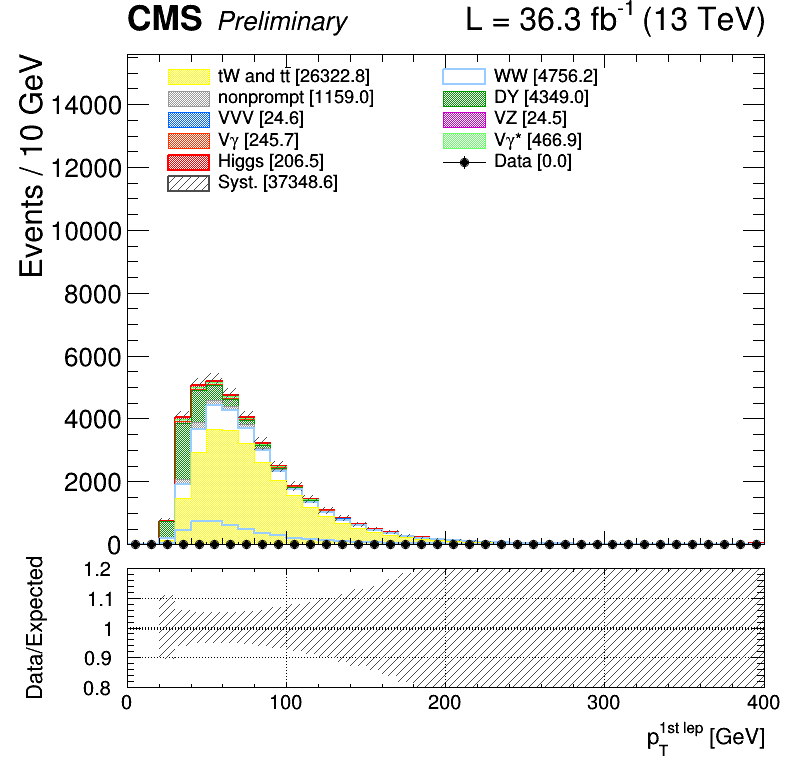 CMS Preliminary L = 36.3 fb⁻¹ (13 TeV)
Events / 10 GeV
tW and tt̄ [26322.8]
nonprompt [1159.0]
VVV [24.6]
Vγ [245.7]
Higgs [206.5]
Syst. [37348.6]
WW [4756.2]
DY [4349.0]
VZ [24.5]
Vγ* [466.9]
Data [0.0]
14000
12000
10000
8000
6000
4000
2000
0
Data/Expected
1.2
1.1
1
0.9
0.8
0 100 200 300 400
p_T^{1st lep} [GeV]